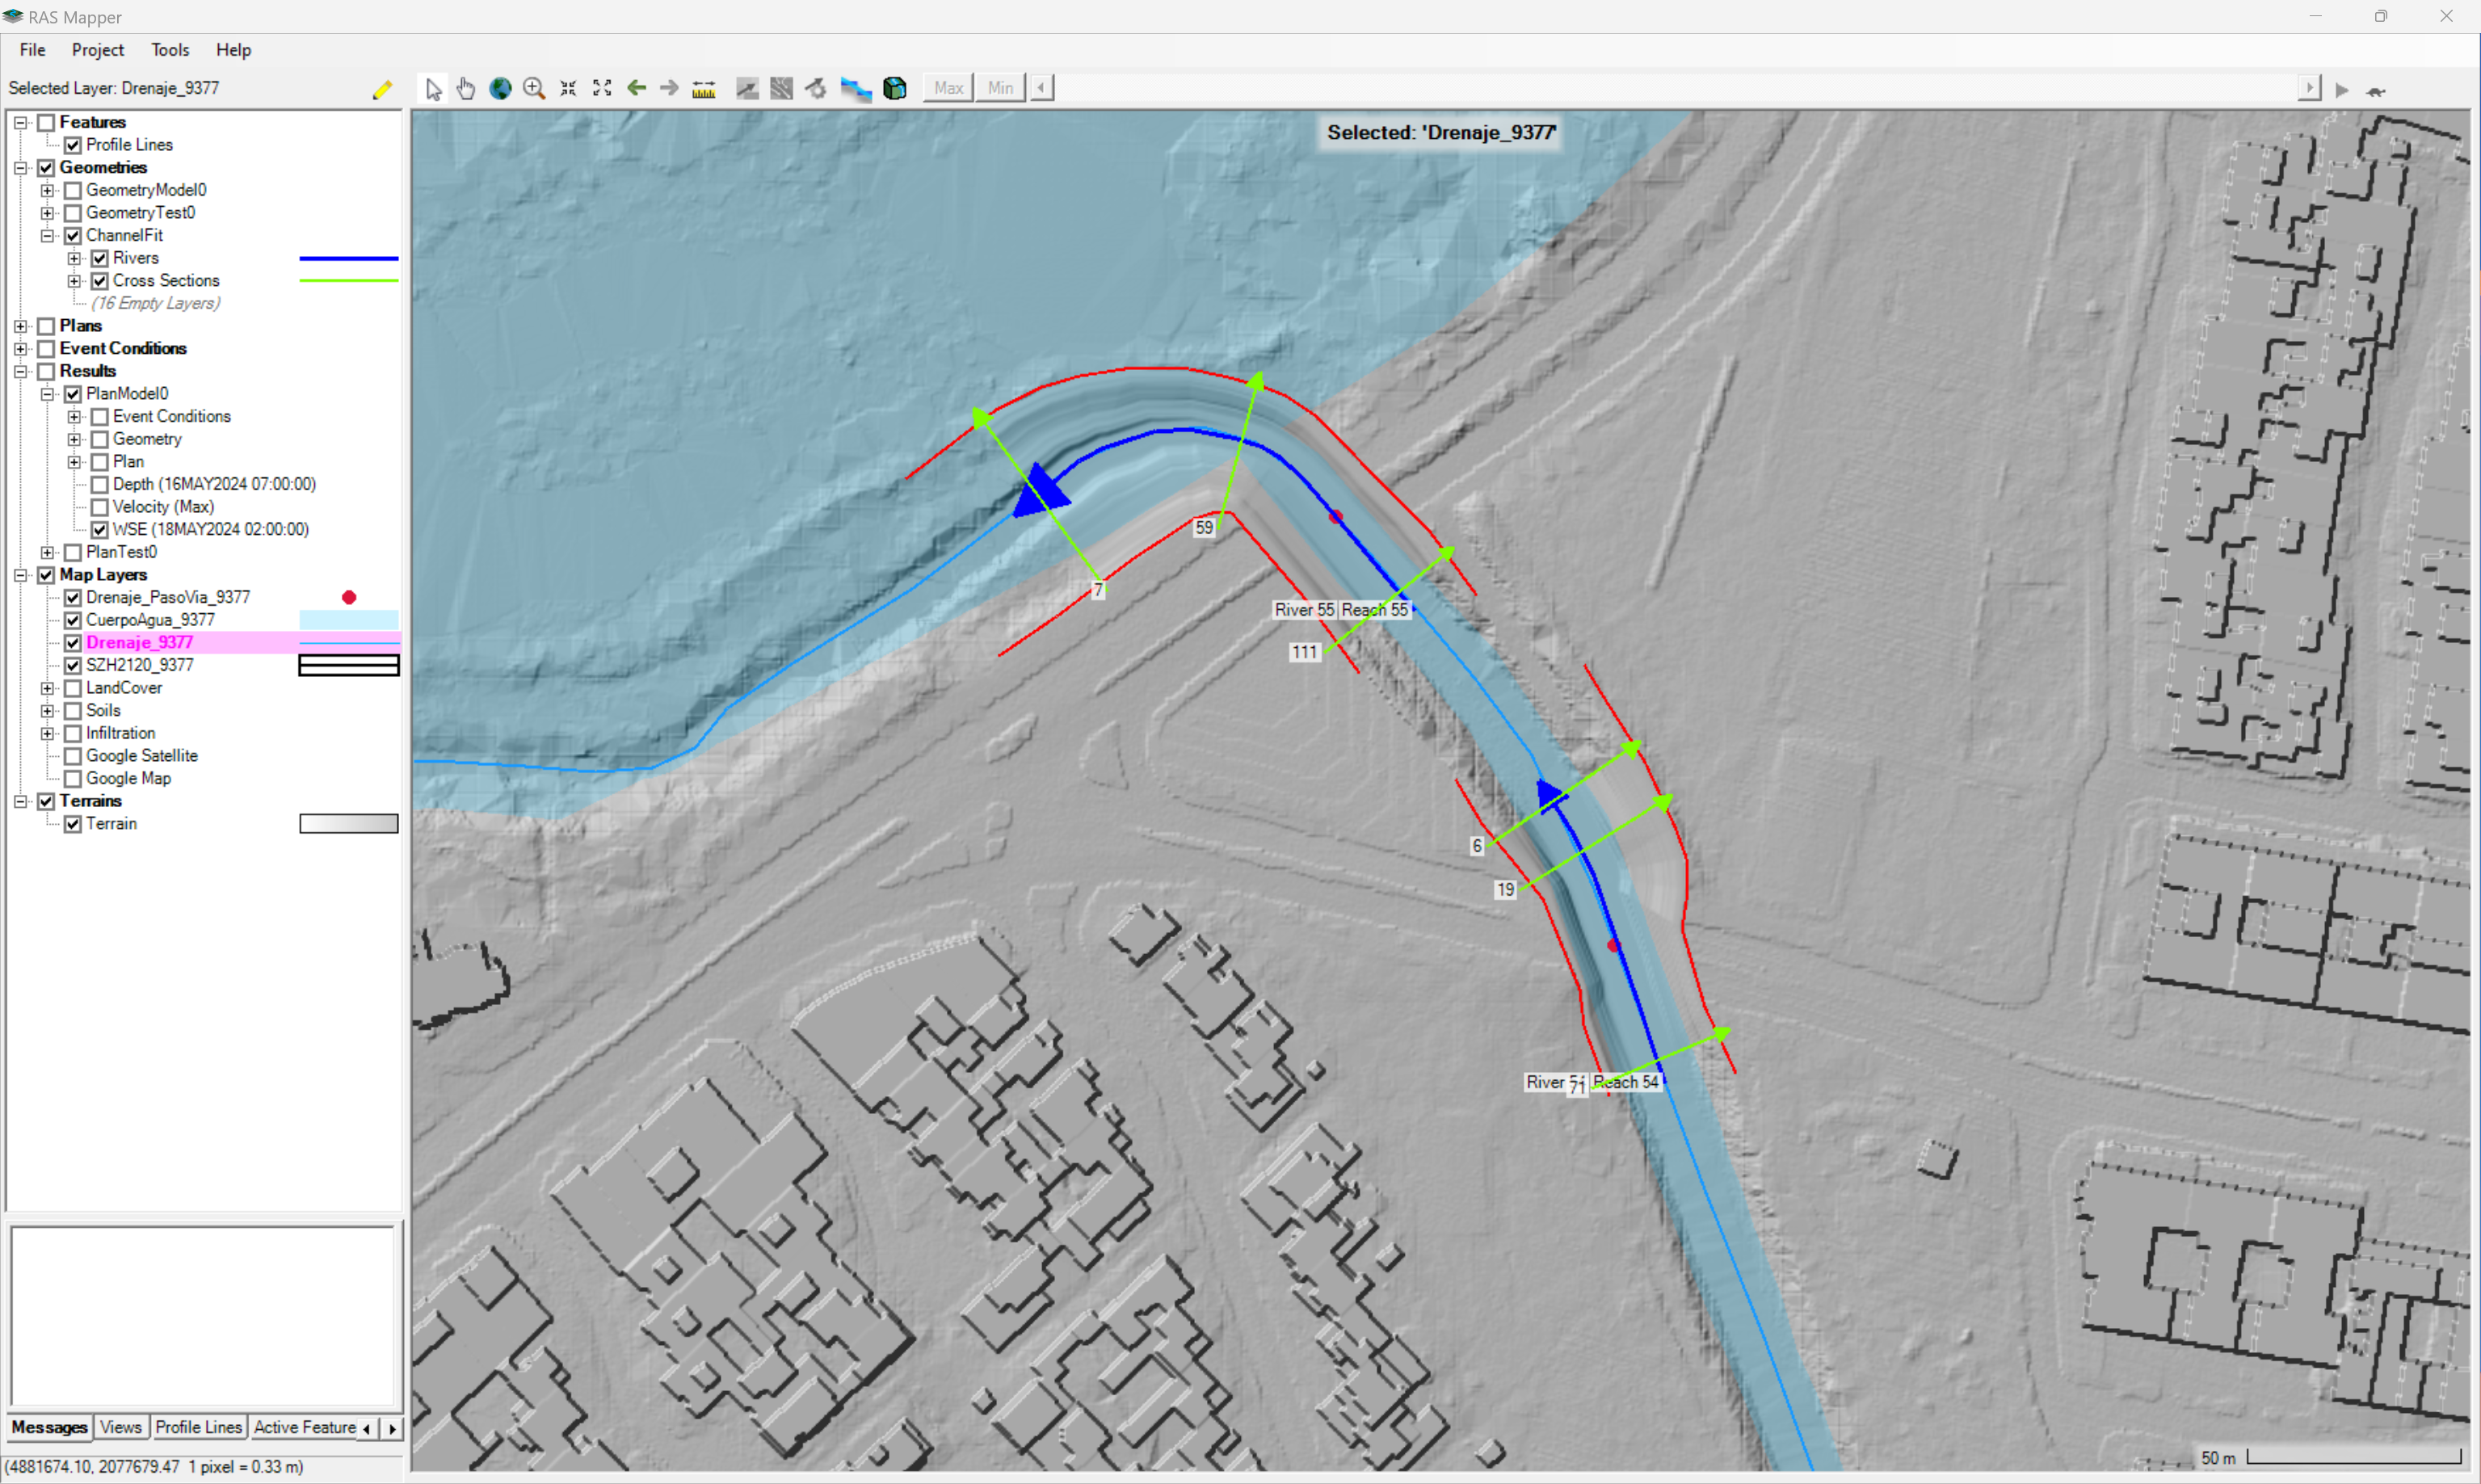 RAS Mapper
File Project Tools Help
Selected Layer: Drenaje_9377
Max Min
Features
Profile Lines
Geometries
GeometryModel0
GeometryTest0
ChannelFit
Rivers
Cross Sections
(16 Empty Layers)
Plans
Event Conditions
Results
PlanModel0
Event Conditions
Geometry
Plan
Depth (16MAY2024 07:00:00)
Velocity (Max)
WSE (18MAY2024 02:00:00)
PlanTest0
Map Layers
Drenaje_PasoVia_9377
CuerpoAgua_9377
Drenaje_9377
SZH2120_9377
LandCover
Soils
Infiltration
Google Satellite
Google Map
Terrains
Terrain
Messages Views Profile Lines Active Feature
(4881674.10, 2077679.47 1 pixel = 0.33 m)
Selected: 'Drenaje_9377'
59
7
River 55 Reach 55
111
6
19
River Reach 54
71
50 m